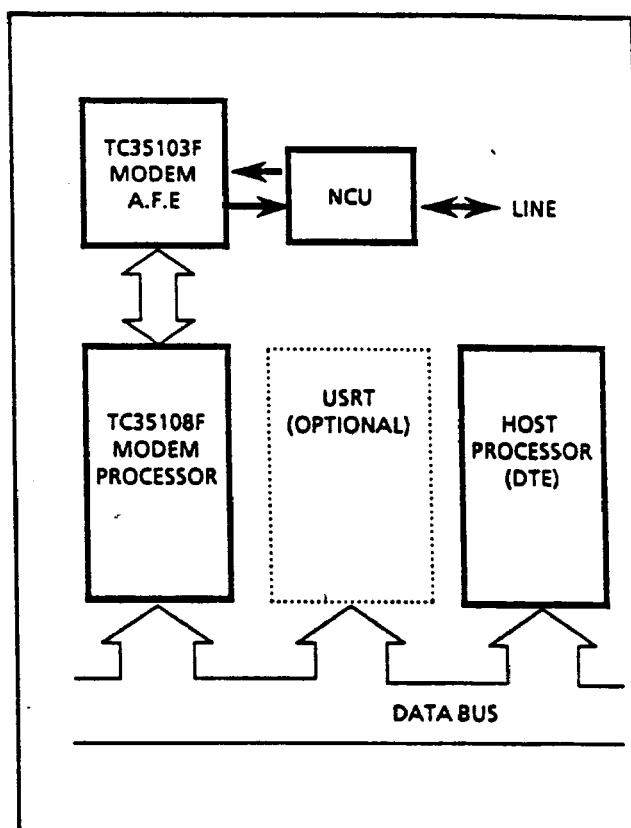 TC35103F
MODEM
A.F.E
NCU
LINE
TC35108F
MODEM
PROCESSOR
USRT
(OPTIONAL)
HOST
PROCESSOR
(DTE)
DATA BUS